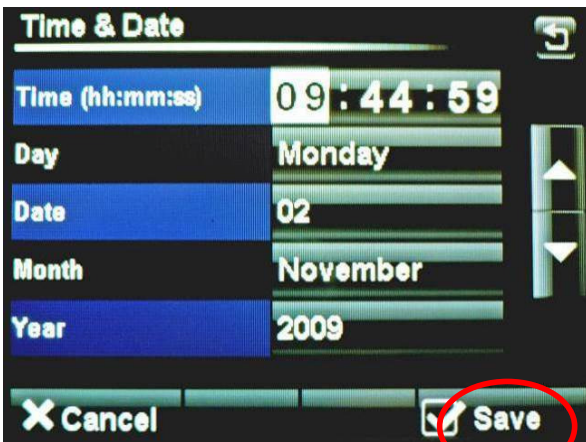 Time & Date
Time (hh:mm:ss) 09:44:59
Day Monday
Date 02
Month November
Year 2009
Cancel Save